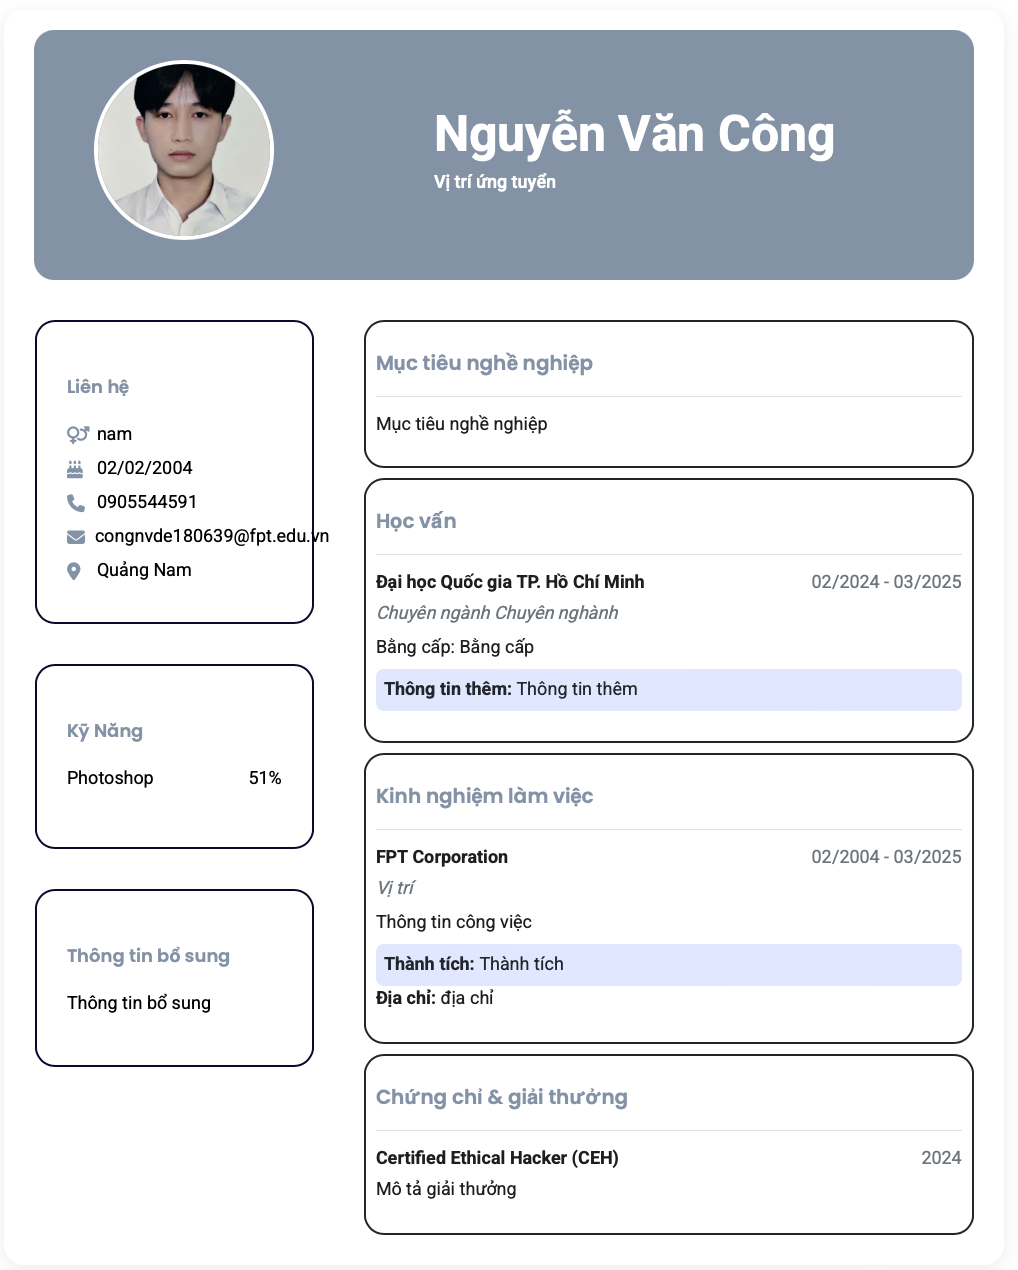 Nguyễn Văn Công
Vị trí ứng tuyển
Liên hệ
nam
02/02/2004
0905544591
congnvde180639@fpt.edu.vn
Quảng Nam
Kỹ Năng
Photoshop 51%
Thông tin bổ sung
Thông tin bổ sung
Mục tiêu nghề nghiệp
Mục tiêu nghề nghiệp
Học vấn
Đại học Quốc gia TP. Hồ Chí Minh 02/2024 - 03/2025
Chuyên ngành Chuyên nghành
Bằng cấp: Bằng cấp
Thông tin thêm: Thông tin thêm
Kinh nghiệm làm việc
FPT Corporation 02/2004 - 03/2025
Vị trí
Thông tin công việc
Thành tích: Thành tích
Địa chỉ: địa chỉ
Chứng chỉ & giải thưởng
Certified Ethical Hacker (CEH) 2024
Mô tả giải thưởng